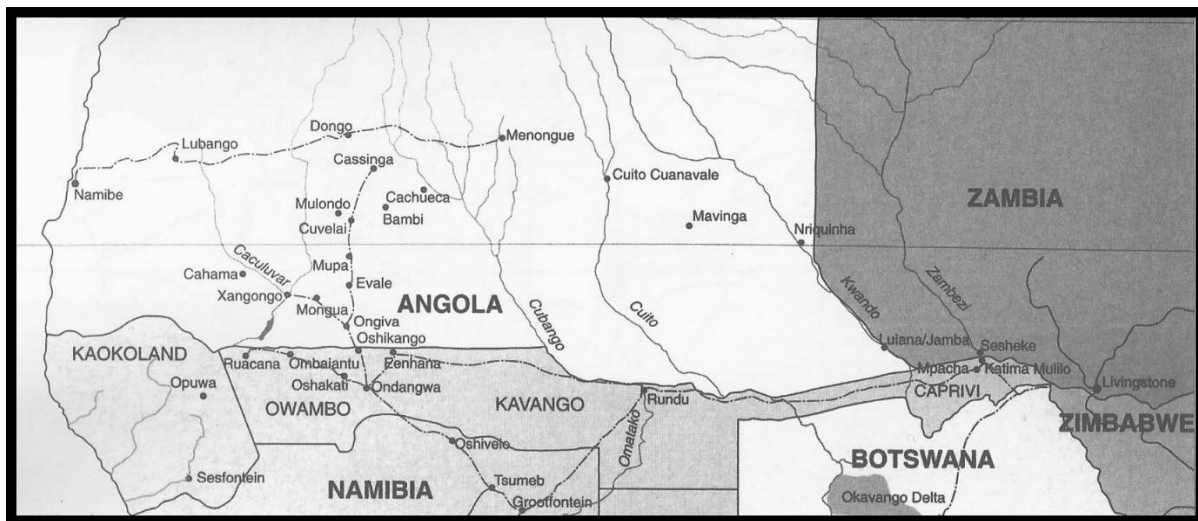 Dongo
Menongue
Lubango
Cassinga
Namibe
Cachueca
Cuito Cuanavale
ZAMBIA
Mulondo
Bambi
Mavinga
Cuvelai
Nriquinha
Cahama
Caculuvar
Mupa
Xangongo
Evale
Mongua
ANGOLA
Ongiva
Cubango
Cuito
Kwando
Zambezi
KAOKOLAND
Oshikango
Luiana/Jamba
Sesheke
Ruacana
Ombalantu
Eenhana
Mpacha
Katima Mulilo
Opuwa
Oshakati
Ondangwa
CAPRIVI
Livingstone
OWAMBO
KAVANGO
Rundu
ZIMBABWE
Oshivelo
Omatako
BOTSWANA
Sesfontein
NAMIBIA
Tsumeb
Okavango Delta
Grootfontein